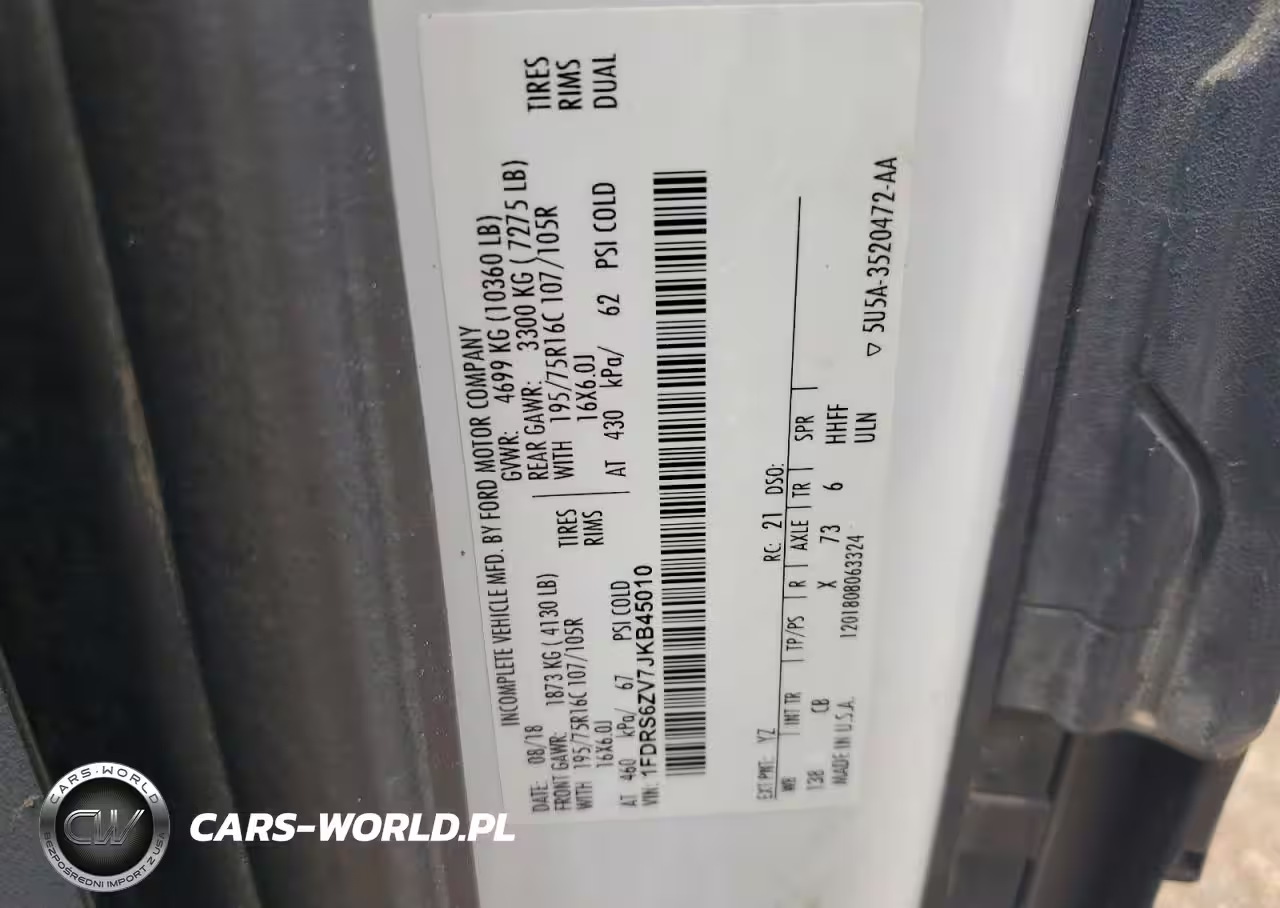 INCOMPLETE VEHICLE MFD. BY FORD MOTOR COMPANY
DATE: 08/18 GVWR: 4699 KG (10360 LB)
FRONT GAWR: 1873 KG ( 4130 LB) REAR GAWR: 3300 KG ( 7275 LB)
WITH 195/75R16C 107/105R TIRES WITH 195/75R16C 107/105R TIRES
16X6.0J RIMS 16X6.0J RIMS
AT 460 kPa/ 67 PSI COLD AT 430 kPa/ 62 PSI COLD DUAL
VIN: 1FDRS6ZV7JKB45010
EXT PNT: YZ RC: 21 DSO:
WB INT TR TP/PS R AXLE TR SPR
138 CB X 73 6 HHFF
MADE IN U.S.A. 1201808063324 ULN
▽ 5U5A-3520472-AA
CARS-WORLD
CW
BEZPOŚREDNI IMPORT Z USA
CARS-WORLD.PL